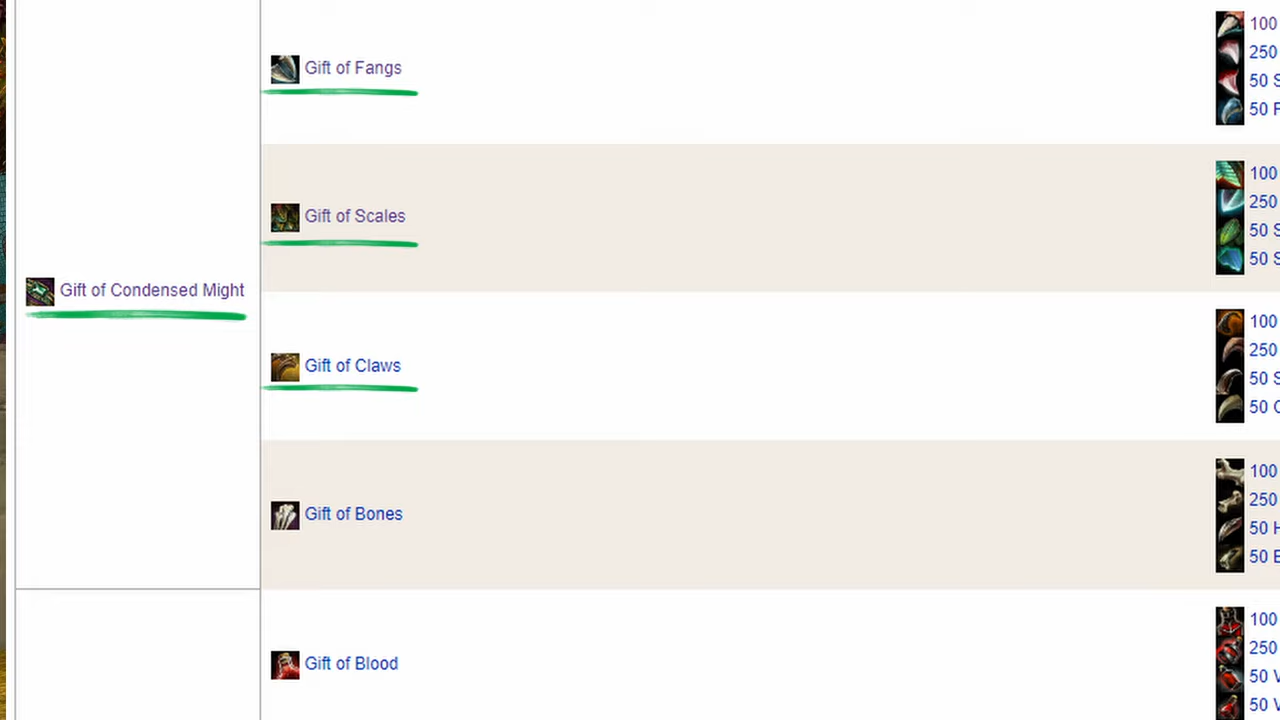 Gift of Condensed Might
Gift of Fangs
100
250
50 S
50 F
Gift of Scales
100
250
50 S
50 S
Gift of Claws
100
250
50 S
50 C
Gift of Bones
100
250
50 H
50 B
Gift of Blood
100
250
50 V
50 V